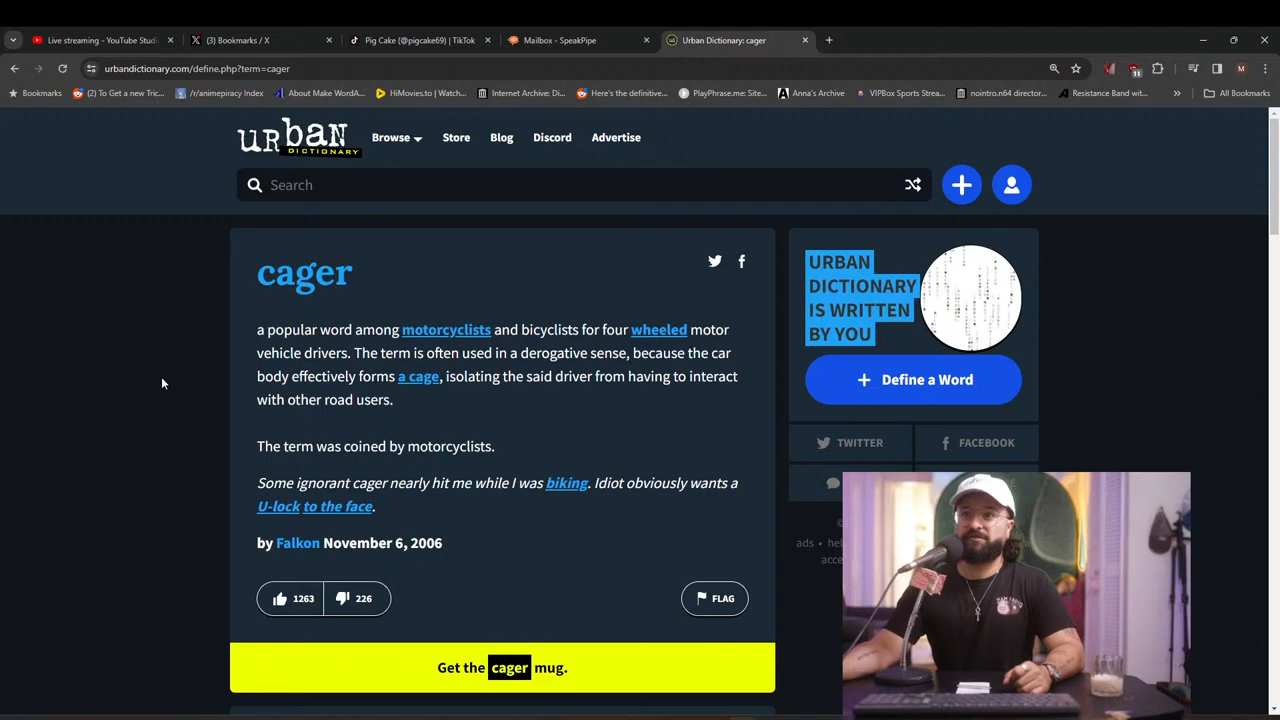 Live streaming - YouTube Studi
(3) Bookmarks / X
Pig Cake (@pigcake69) | TikTok
Mailbox - SpeakPipe
Urban Dictionary: cager
urbandictionary.com/define.php?term=cager
M
11
Bookmarks
(2) To Get a new Tric...
/r/animepiracy Index
About Make WordA...
HiMovies.to | Watch...
Internet Archive: Di...
Here's the definitive...
PlayPhrase.me: Site...
Anna's Archive
VIPBox Sports Strea...
nointro.n64 director...
Resistance Band wit...
All Bookmarks
urban
DICTIONARY
Browse
Store
Blog
Discord
Advertise
Search
cager
a popular word among motorcyclists and bicyclists for four wheeled motor
vehicle drivers. The term is often used in a derogative sense, because the car
body effectively forms a cage, isolating the said driver from having to interact
with other road users.
The term was coined by motorcyclists.
Some ignorant cager nearly hit me while I was biking. Idiot obviously wants a
U-lock to the face.
by Falkon November 6, 2006
1263
226
FLAG
Get the cager mug.
URBAN
DICTIONARY
IS WRITTEN
BY YOU
Define a Word
TWITTER
FACEBOOK
ads